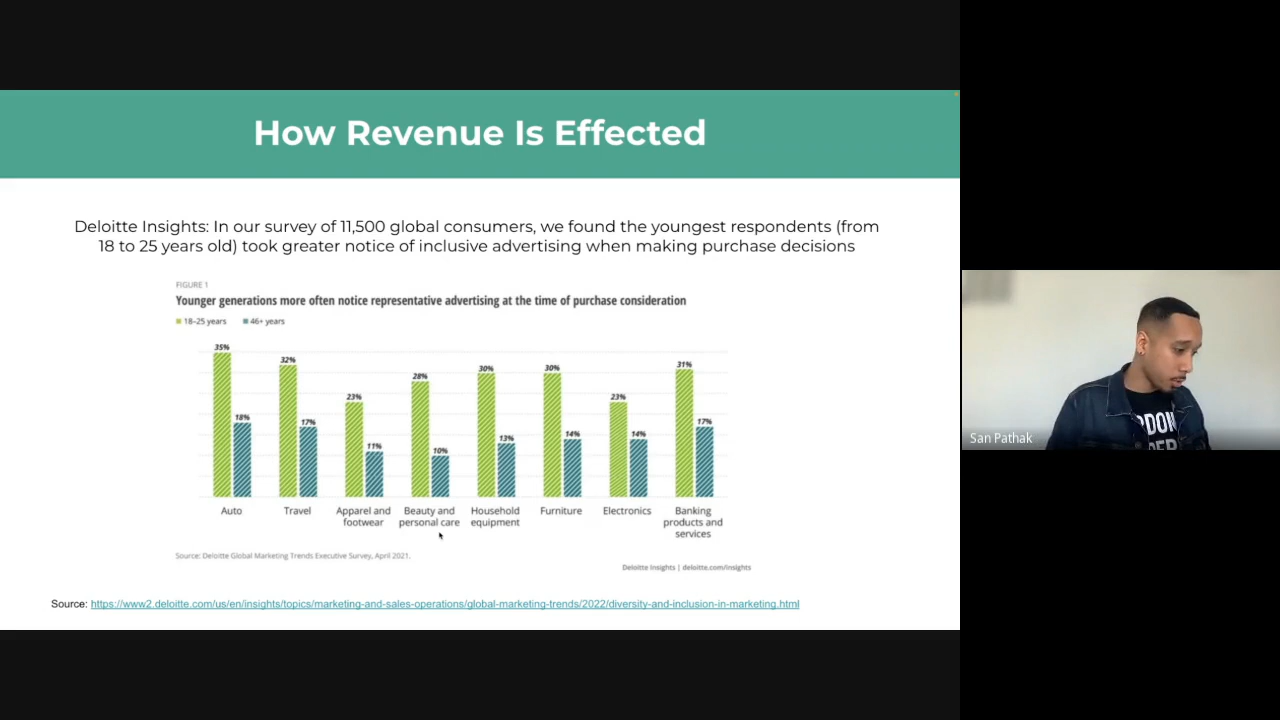 How Revenue Is Effected
Deloitte Insights: In our survey of 11,500 global consumers, we found the youngest respondents (from
18 to 25 years old) took greater notice of inclusive advertising when making purchase decisions
FIGURE 1
Younger generations more often notice representative advertising at the time of purchase consideration
18–25 years 46+ years
35% 18% 32% 17% 23% 11% 28% 10% 30% 13% 30% 14% 23% 14% 31% 17%
Auto Travel Apparel and Beauty and Household Furniture Electronics Banking
footwear personal care equipment products and
services
Source: Deloitte Global Marketing Trends Executive Survey, April 2021.
Deloitte Insights | deloitte.com/insights
Source: https://www2.deloitte.com/us/en/insights/topics/marketing-and-sales-operations/global-marketing-trends/2022/diversity-and-inclusion-in-marketing.html
San Pathak